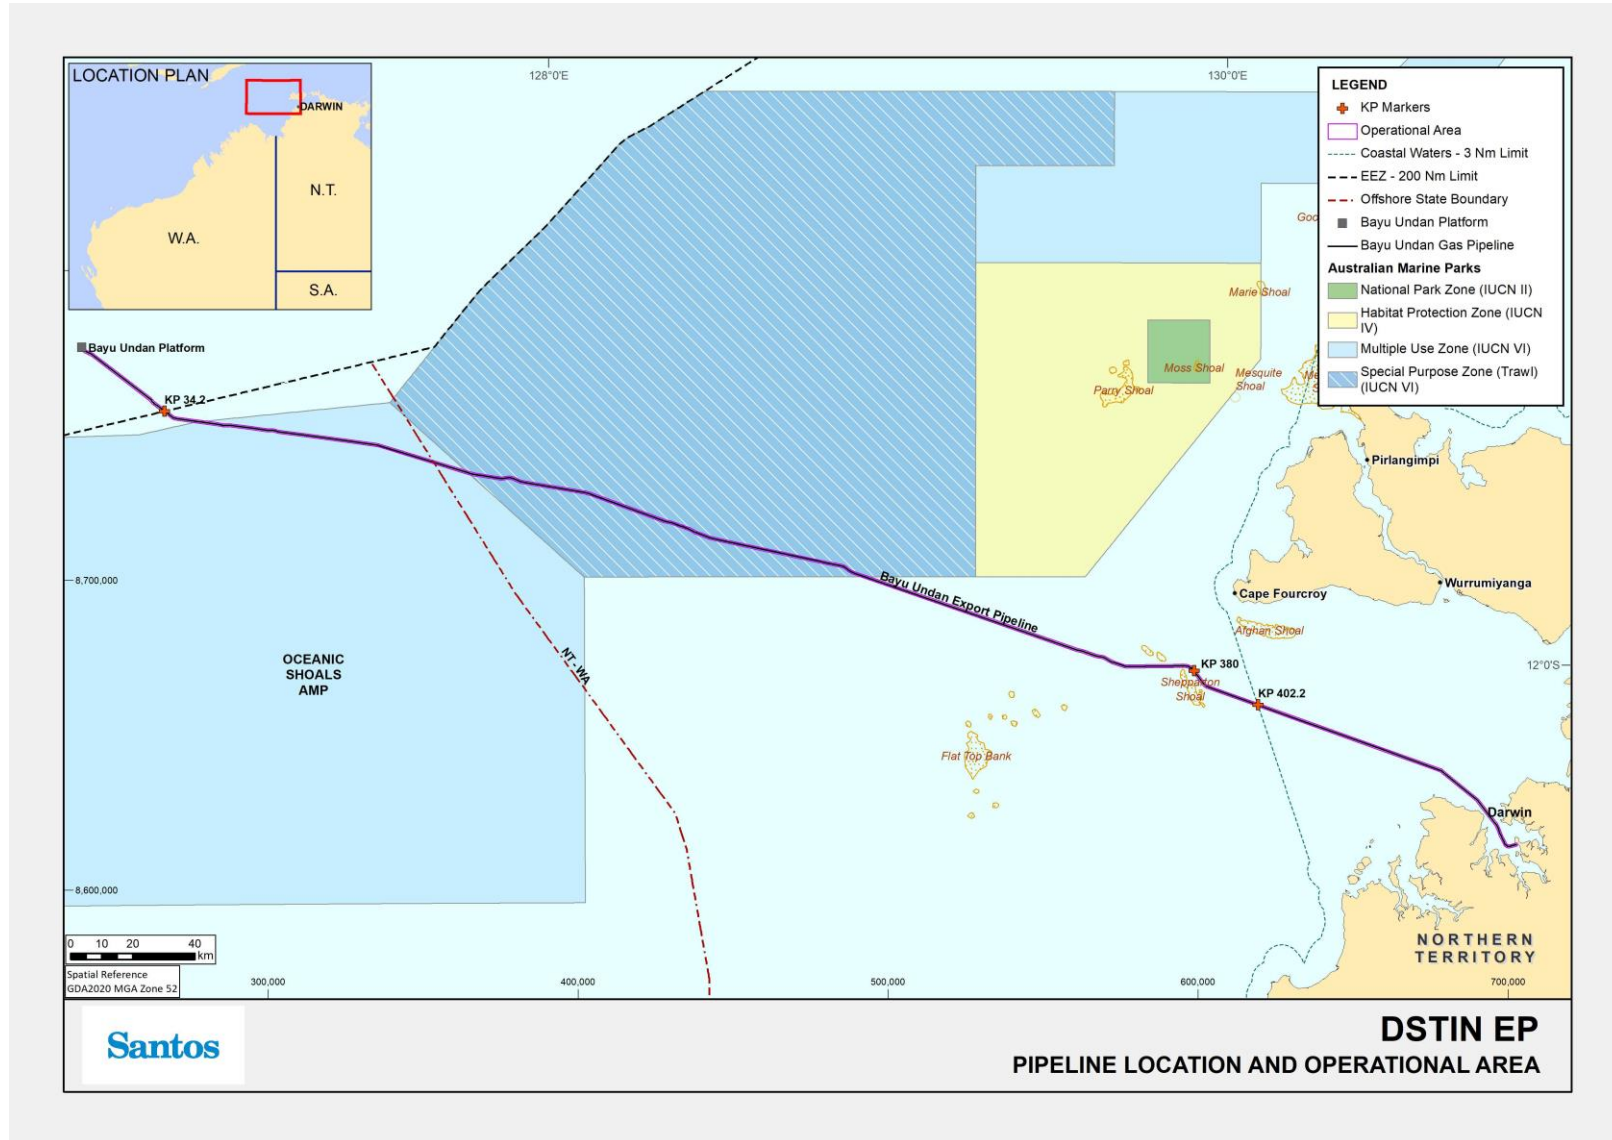 LOCATION PLAN
DARWIN
N.T.
W.A.
S.A.
128°0'E
130°0'E
LEGEND
KP Markers
Operational Area
Coastal Waters - 3 Nm Limit
EEZ - 200 Nm Limit
Offshore State Boundary
Bayu Undan Platform
Bayu Undan Gas Pipeline
Australian Marine Parks
National Park Zone (IUCN II)
Habitat Protection Zone (IUCN
IV)
Multiple Use Zone (IUCN VI)
Special Purpose Zone (Trawl)
(IUCN VI)
Goo
Marie Shoal
Bayu Undan Platform
Moss Shoal
Mesquite
Shoal
Parry Shoal
KP 34.2
Pirlangimpi
8,700,000
Bayu Undan Export Pipeline
Wurrumiyanga
Cape Fourcroy
Afghan Shoal
OCEANIC
SHOALS
AMP
NT - WA
KP 380
12°0'S
Shepparton
Shoal
KP 402.2
Flat Top Bank
Darwin
8,600,000
NORTHERN
TERRITORY
0 10 20 40
km
Spatial Reference
GDA2020 MGA Zone 52
300,000
400,000
500,000
600,000
700,000
Santos
DSTIN EP
PIPELINE LOCATION AND OPERATIONAL AREA